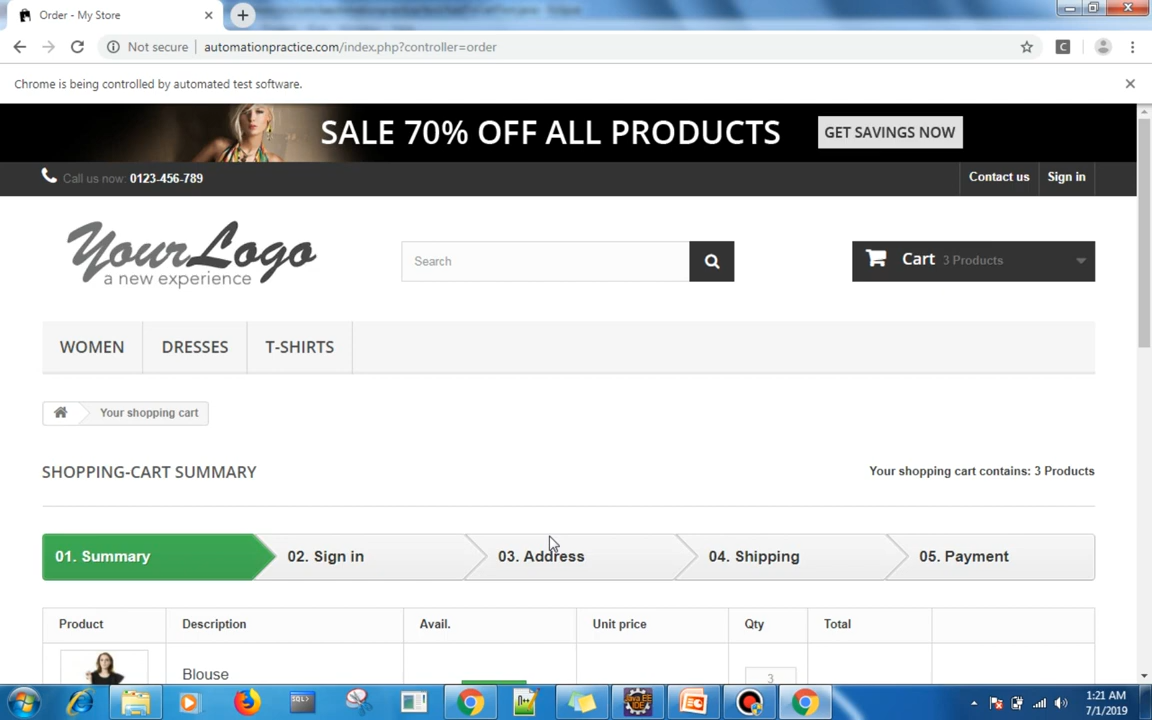 Order - My Store
Not secure
automationpractice.com/index.php?controller=order
Chrome is being controlled by automated test software.
SALE 70% OFF ALL PRODUCTS
GET SAVINGS NOW
Call us now: 0123-456-789
Contact us
Sign in
YourLogo
a new experience
Search
Cart 3 Products
WOMEN
DRESSES
T-SHIRTS
Your shopping cart
SHOPPING-CART SUMMARY
Your shopping cart contains: 3 Products
01. Summary
02. Sign in
03. Address
04. Shipping
05. Payment
Product
Description
Avail.
Unit price
Qty
Total
Blouse
3
1:21 AM
7/1/2019